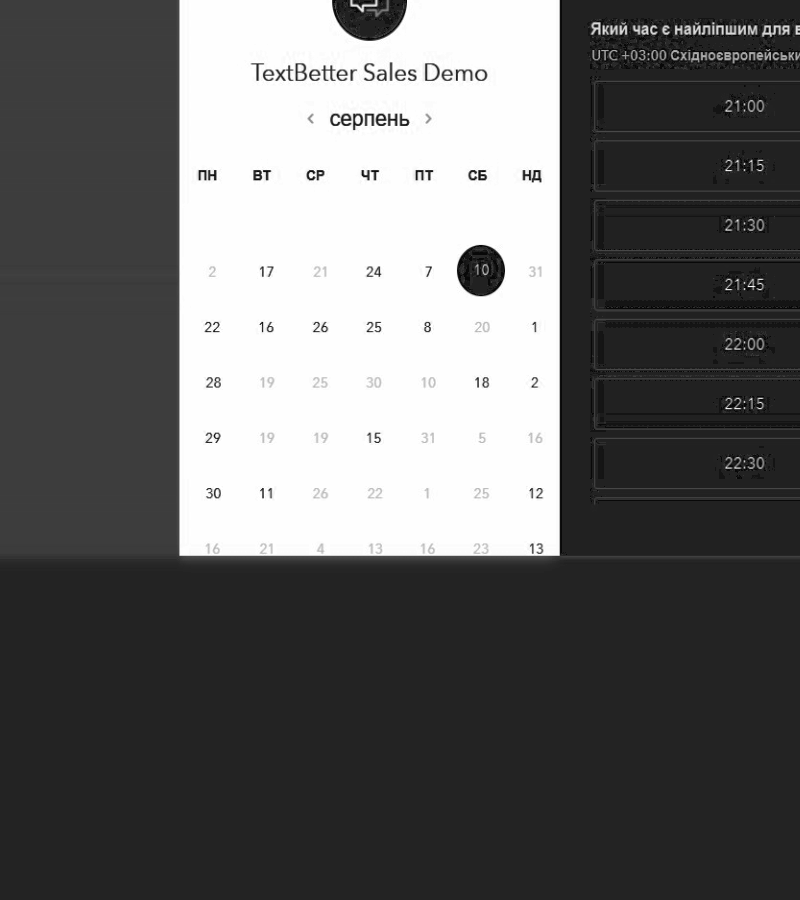 TextBetter Sales Demo
‹ серпень ›
ПН ВТ СР ЧТ ПТ СБ НД
2 17 21 24 7 10 31
22 16 26 25 8 20 1
28 19 25 30 10 18 2
29 19 19 15 31 5 16
30 11 26 22 1 25 12
16 21 4 13 16 23 13
Який час є найліпшим для
UTC +03:00
21:00
21:15
21:30
21:45
22:00
22:15
22:30